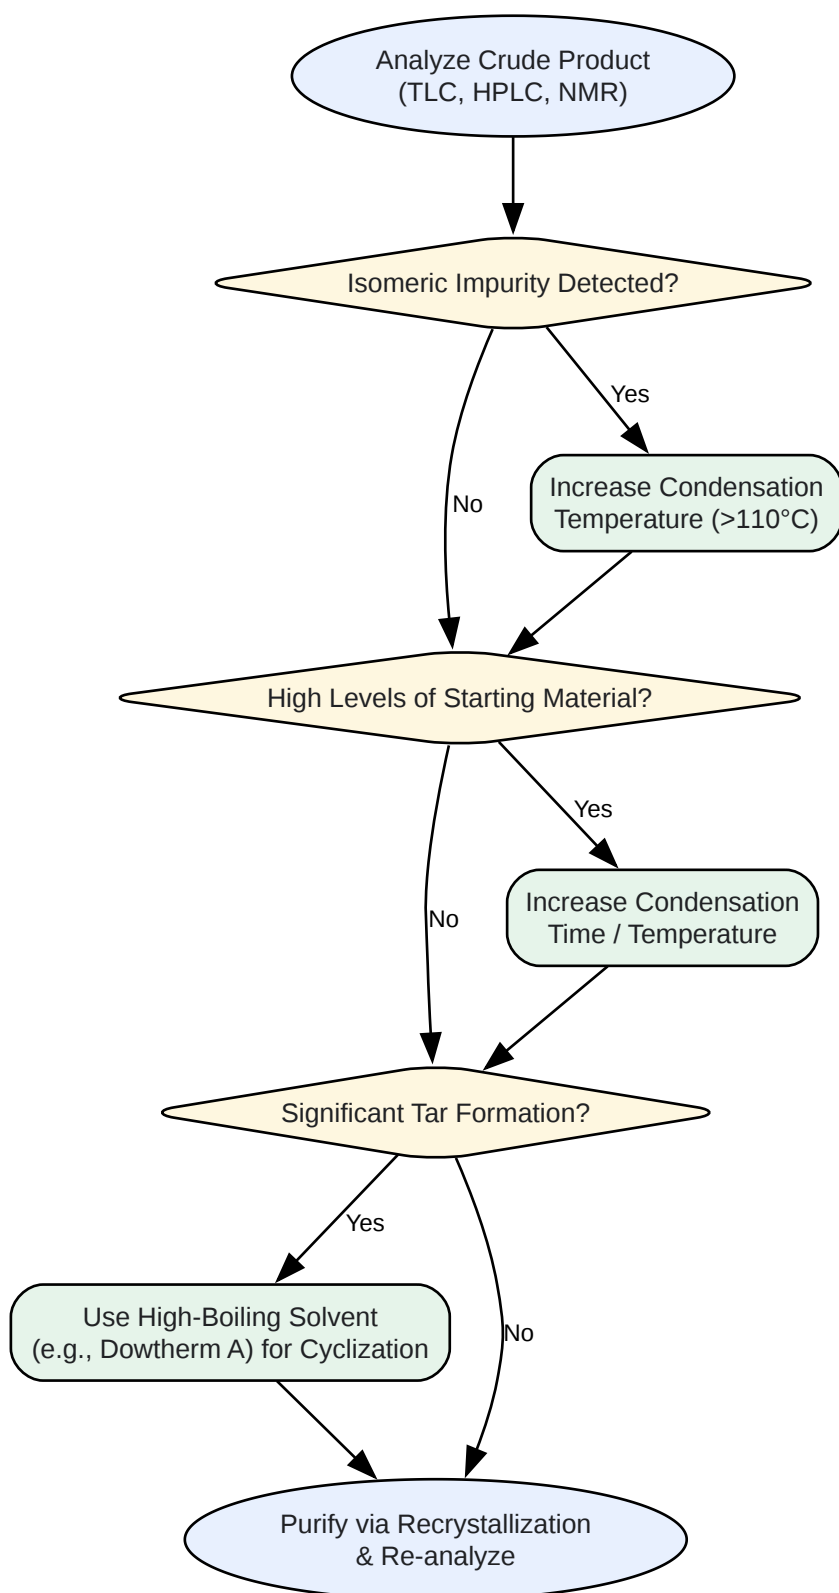 Analyze Crude Product
(TLC, HPLC, NMR)
Isomeric Impurity Detected?
Yes
Increase Condensation
Temperature (>110°C)
No
High Levels of Starting Material?
Yes
Increase Condensation
Time / Temperature
No
Significant Tar Formation?
Yes
Use High-Boiling Solvent
(e.g., Dowtherm A) for Cyclization
No
Purify via Recrystallization
& Re-analyze